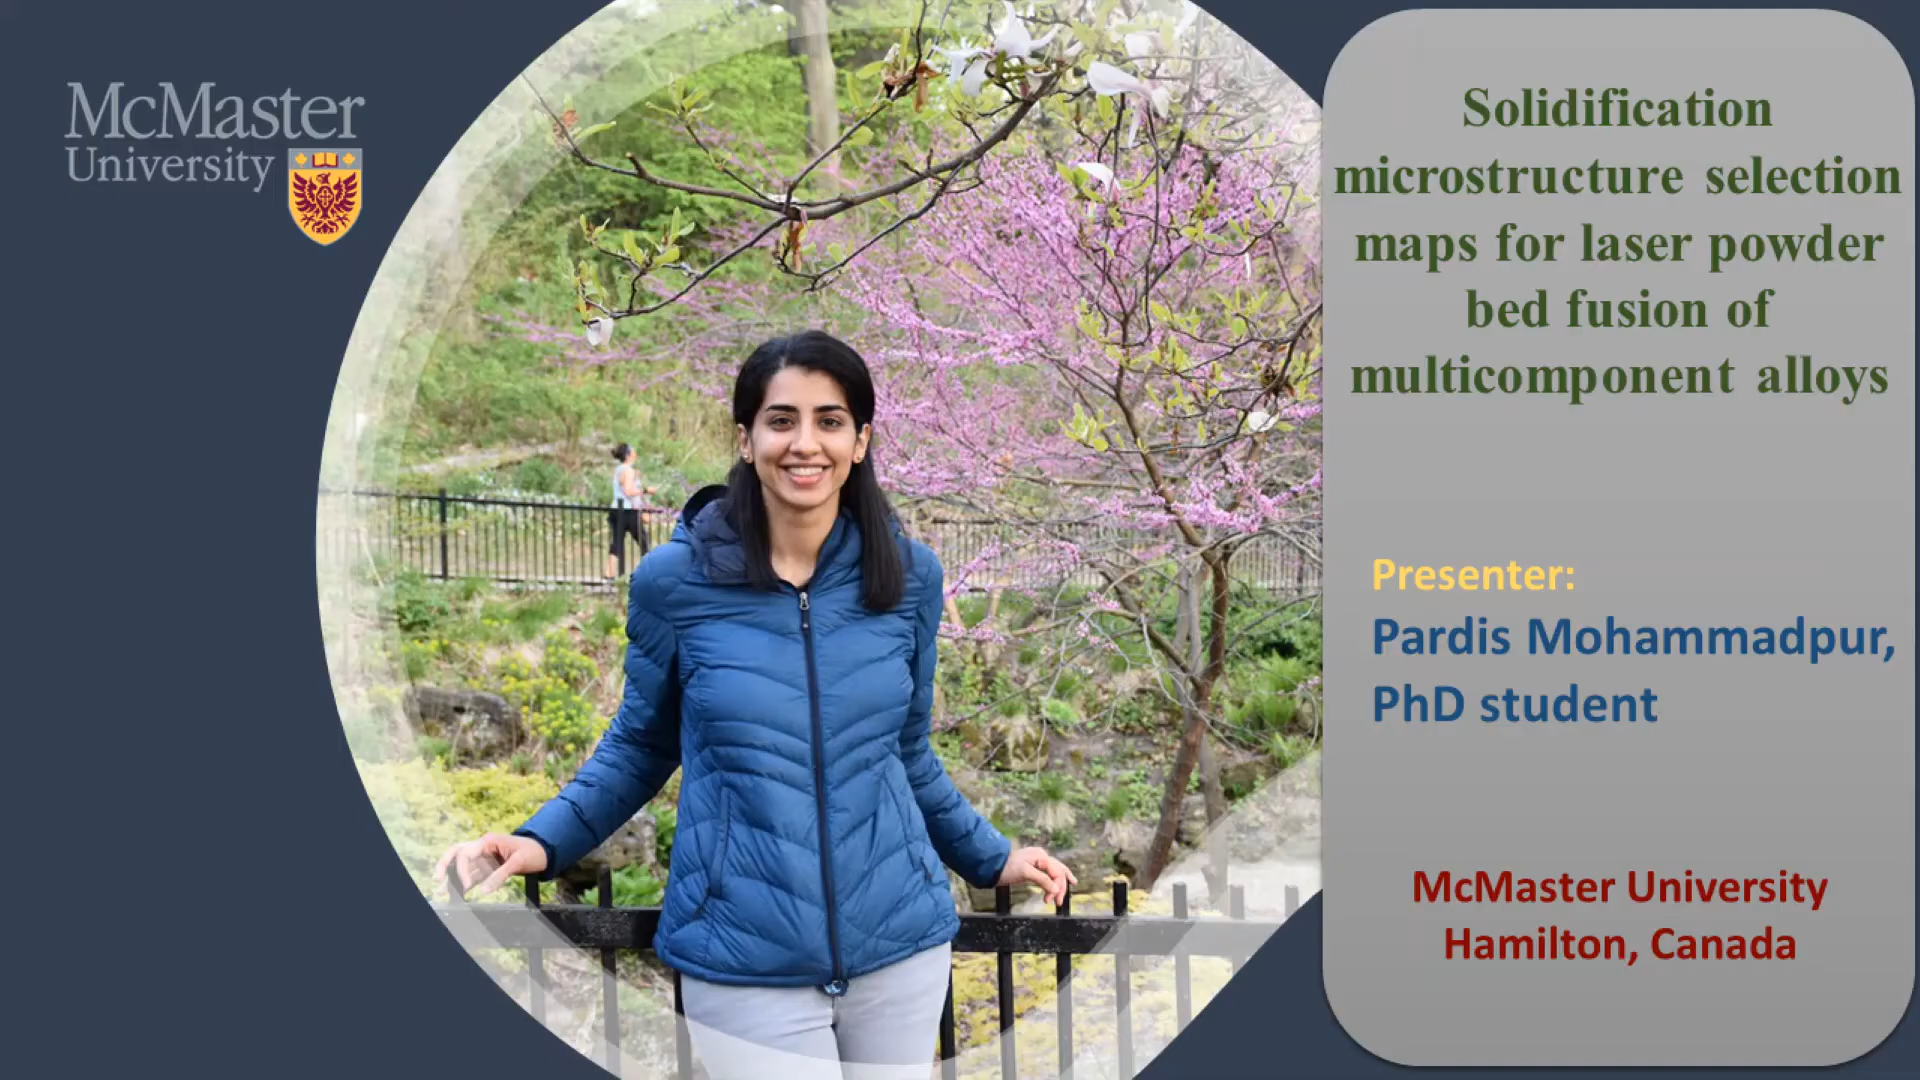 McMaster
University
Solidification
microstructure selection
maps for laser powder
bed fusion of
multicomponent alloys
Presenter:
Pardis Mohammadpur,
PhD student
McMaster University
Hamilton, Canada